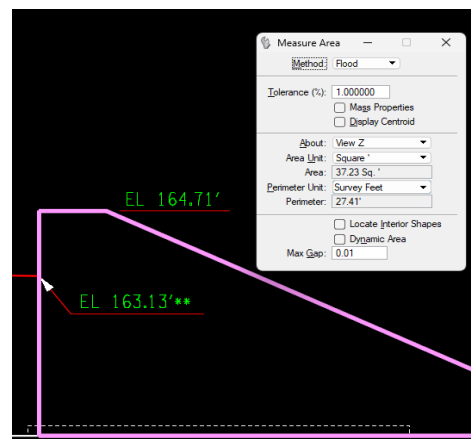 Measure Area
Method: Flood
Tolerance (%): 1.000000
Mass Properties
Display Centroid
About: View Z
Area Unit: Square '
Area: 37.23 Sq. '
Perimeter Unit: Survey Feet
Perimeter: 27.41'
Locate Interior Shapes
Dynamic Area
Max Gap: 0.01
EL 164.71'
EL 163.13'**